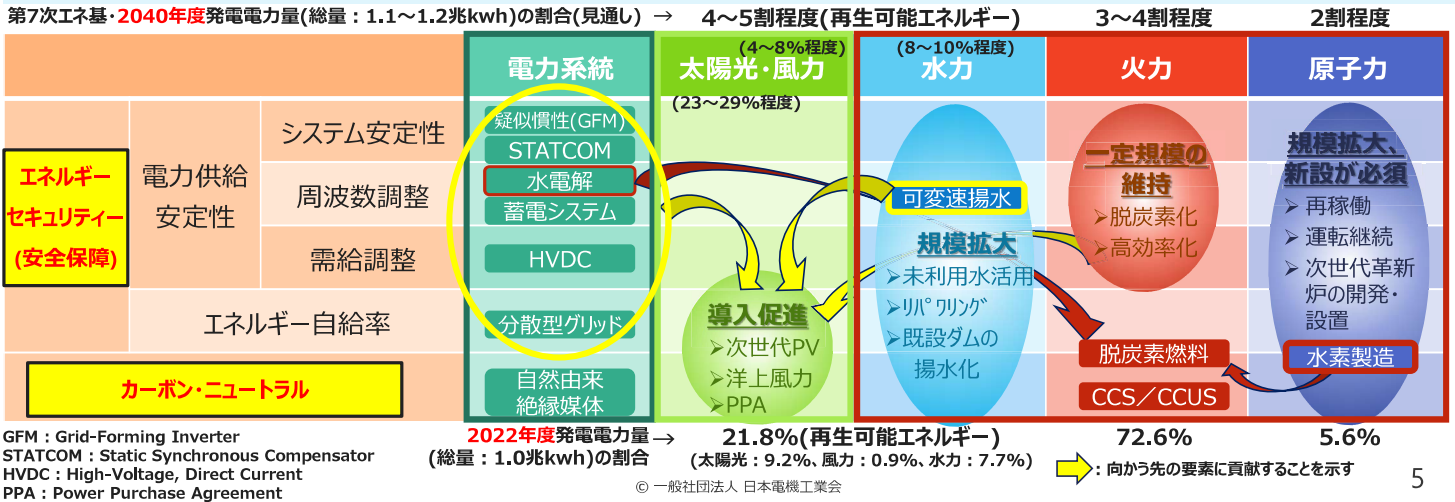 第7次エネ基・2040年度発電電力量(総量：1.1～1.2兆kwh)の割合(見通し) → 4～5割程度(再生可能エネルギー) 3～4割程度 2割程度
電力系統
太陽光・風力
(4～8%程度)
(23～29%程度)
(8～10%程度)
水力
火力
原子力
エネルギー
セキュリティー
(安全保障)
電力供給
安定性
システム安定性
周波数調整
需給調整
エネルギー自給率
カーボン・ニュートラル
疑似慣性(GFM)
STATCOM
水電解
蓄電システム
HVDC
分散型グリッド
自然由来
絶縁媒体
導入促進
➢次世代PV
➢洋上風力
➢PPA
可変速揚水
規模拡大
➢未利用水活用
➢リパワリング
➢既設ダムの
揚水化
一定規模の
維持
➢脱炭素化
➢高効率化
脱炭素燃料
CCS／CCUS
規模拡大、
新設が必須
➢再稼働
➢運転継続
➢次世代革新
炉の開発・
設置
水素製造
GFM：Grid-Forming Inverter
STATCOM：Static Synchronous Compensator
HVDC：High-Voltage, Direct Current
PPA：Power Purchase Agreement
2022年度発電電力量→ 21.8%(再生可能エネルギー) 72.6% 5.6%
(総量：1.0兆kwh)の割合 (太陽光：9.2%、風力：0.9%、水力：7.7%)
：向かう先の要素に貢献することを示す
© 一般社団法人 日本電機工業会
5